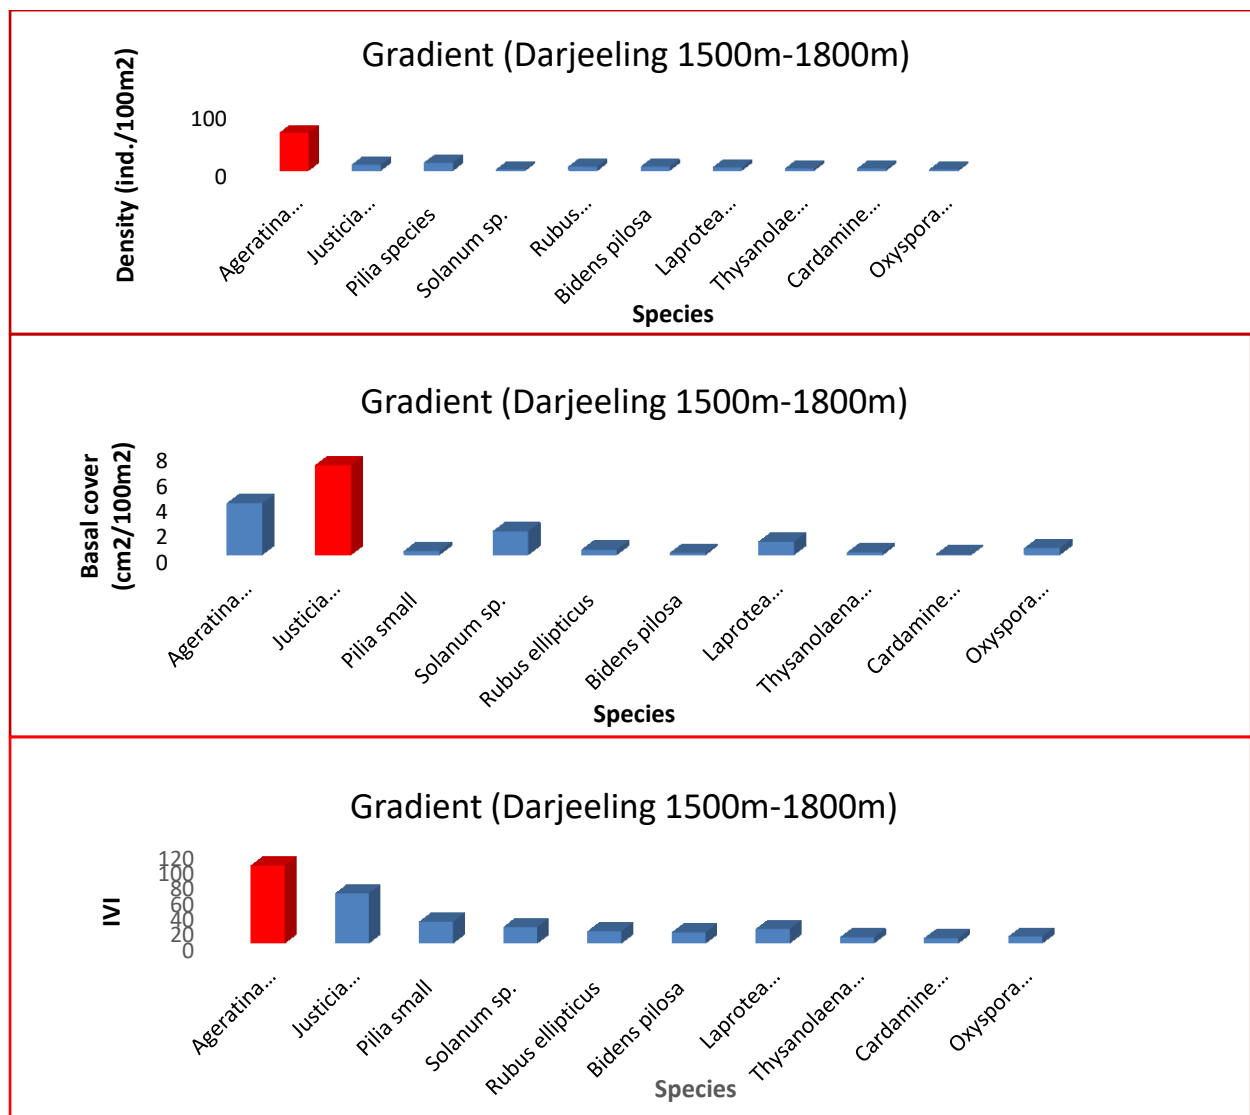 Gradient (Darjeeling 1500m-1800m)
Density (ind./100m2)
100
0
Ageratina...
Justicia...
Pilia species
Solanum sp.
Rubus...
Bidens pilosa
Laprotea...
Thysanolae...
Cardamine...
Oxyspora...
Species
Gradient (Darjeeling 1500m-1800m)
Basal cover
(cm2/100m2)
8
6
4
2
0
Ageratina...
Justicia...
Pilia small
Solanum sp.
Rubus ellipticus
Bidens pilosa
Laprotea...
Thysanolaena...
Cardamine...
Oxyspora...
Species
Gradient (Darjeeling 1500m-1800m)
IVI
120
100
80
60
40
20
0
Ageratina...
Justicia...
Pilia small
Solanum sp.
Rubus ellipticus
Bidens pilosa
Laprotea...
Thysanolaena...
Cardamine...
Oxyspora...
Species